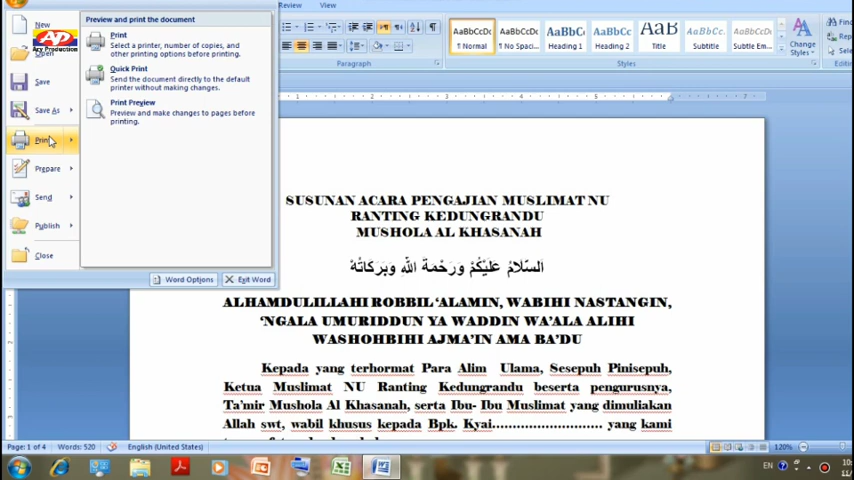 New
Ary Production
Open
Save
Save As
Print
Prepare
Send
Publish
Close
Preview and print the document
Print
Select a printer, number of copies, and
other printing options before printing.
Quick Print
Send the document directly to the default
printer without making changes.
Print Preview
Preview and make changes to pages before
printing.
Word Options
Exit Word
References
Mailings
Review
View
Paragraph
AaBbCcDc
¶ Normal
AaBbCcDc
¶ No Spaci...
AaBbC
Heading 1
AaBbCc
Heading 2
AaB
Title
AaBbCc.
Subtitle
AaBbCcDc
Subtle Em...
Change
Styles
Styles
Find
Select
SUSUNAN ACARA PENGAJIAN MUSLIMAT NU
RANTING KEDUNGRANDU
MUSHOLA AL KHASANAH
اَلسَّلاَمُ عَلَيْكُمْ وَرَحْمَةُ اللهِ وَبَرَكَاتُهُ
ALHAMDULILLAHI ROBBIL ‘ALAMIN, WABIHI NASTANGIN,
‘NGALA UMURIDDUN YA WADDIN WA’ALA ALIHI
WASHOHBIHI AJMA’IN AMA BA’DU
Kepada yang terhormat Para Alim Ulama, Sesepuh Pinisepuh,
Ketua Muslimat NU Ranting Kedungrandu beserta pengurusnya,
Ta’mir Mushola Al Khasanah, serta Ibu- Ibu Muslimat yang dimuliakan
Allah swt, wabil khusus kepada Bpk. Kyai........................... yang kami
Page: 1 of 4
Words: 520
English (United States)
120%
EN